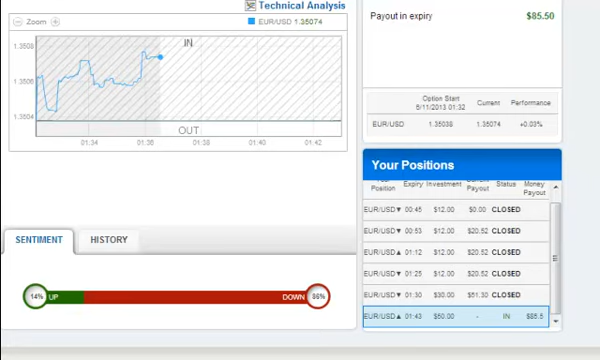 Technical Analysis
Zoom
EUR/USD 1.35074
IN
1.3508
1.3506
1.3504
OUT
01:34 01:36 01:38 01:40 01:42
SENTIMENT HISTORY
14% UP DOWN 86%
Payout in expiry $85.50
Option Start Current Performance
5/11/2013 01:32
EUR/USD 1.35038 1.35074 +0.03%
Your Positions
Your Position Expiry Investment Payout Status Money Payout
EUR/USD▼ 00:45 $12.00 $0.00 CLOSED
EUR/USD▼ 00:53 $12.00 $20.52 CLOSED
EUR/USD▲ 01:12 $12.00 $20.52 CLOSED
EUR/USD▼ 01:25 $12.00 $20.52 CLOSED
EUR/USD▼ 01:30 $30.00 $51.30 CLOSED
EUR/USD▲ 01:43 $50.00 - IN $85.5